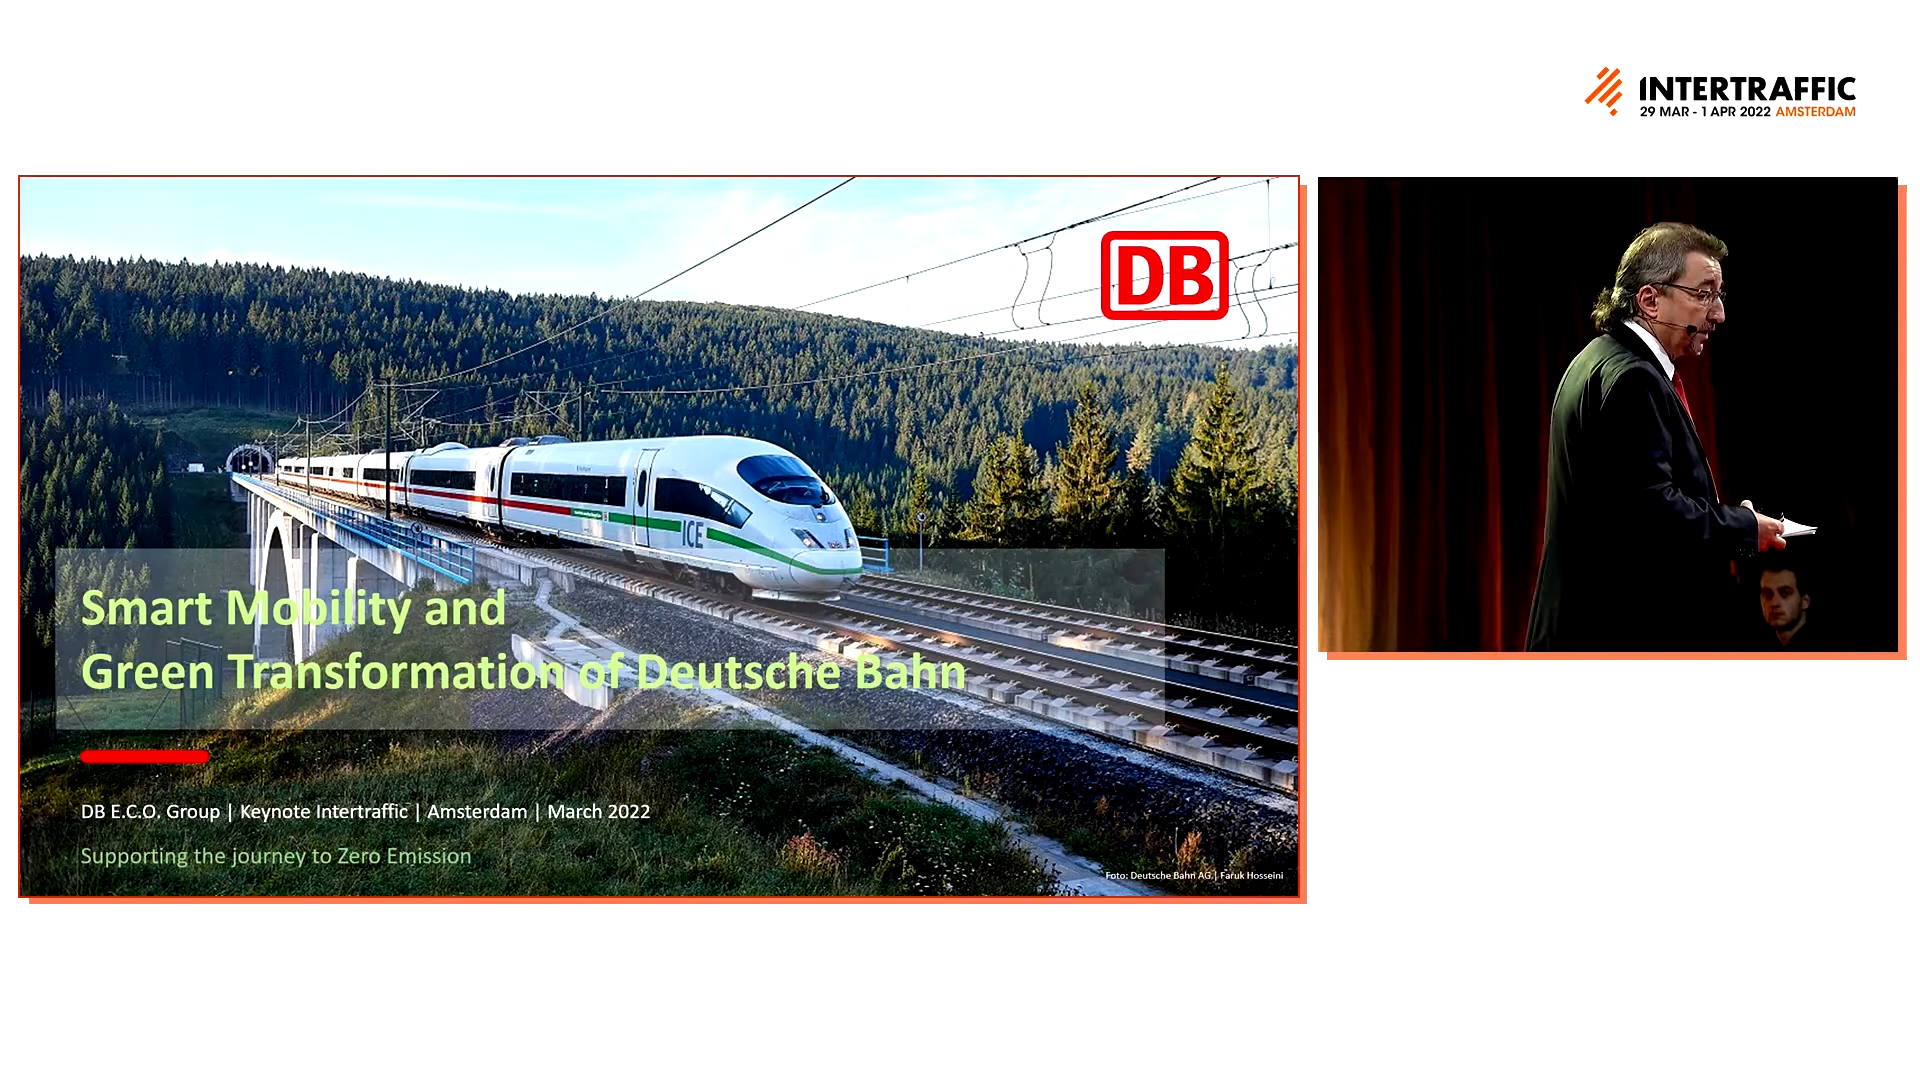 INTERTRAFFIC
29 MAR - 1 APR 2022 AMSTERDAM
DB
ICE
Smart Mobility and
Green Transformation of Deutsche Bahn
DB E.C.O. Group | Keynote Intertraffic | Amsterdam | March 2022
Supporting the journey to Zero Emission
Foto: Deutsche Bahn AG | Faruk Hosseini